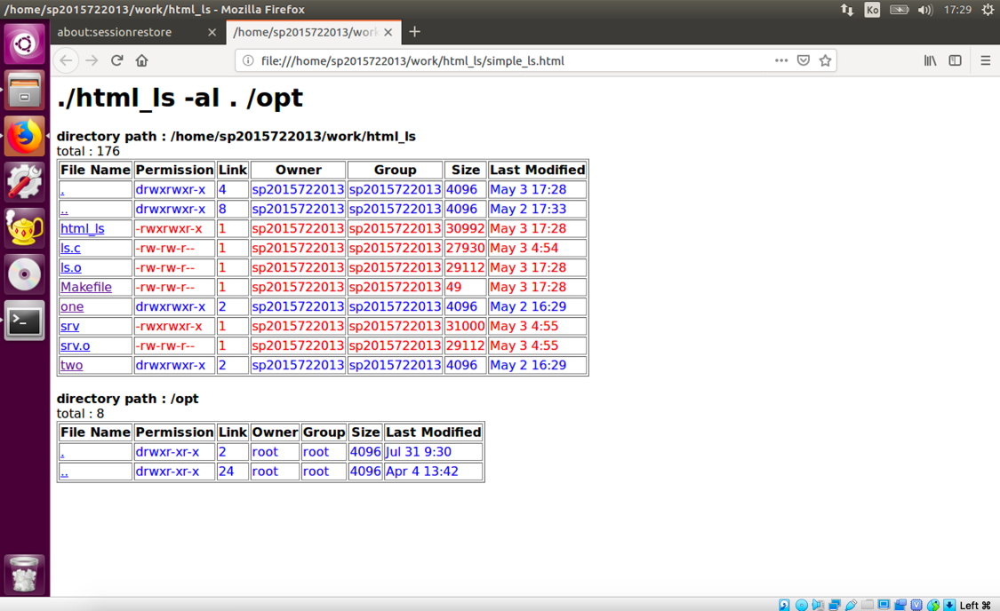 /home/sp2015722013/work/html_ls - Mozilla Firefox
Ko 17:29
about:sessionrestore /home/sp2015722013/wor
file:///home/sp2015722013/work/html_ls/simple_ls.html
./html_ls -al . /opt
directory path : /home/sp2015722013/work/html_ls
total : 176
File Name Permission Link Owner Group Size Last Modified
. drwxrwxr-x 4 sp2015722013 sp2015722013 4096 May 3 17:28
.. drwxrwxr-x 8 sp2015722013 sp2015722013 4096 May 2 17:33
html_ls -rwxrwxr-x 1 sp2015722013 sp2015722013 30992 May 3 17:28
ls.c -rw-rw-r-- 1 sp2015722013 sp2015722013 27930 May 3 4:54
ls.o -rw-rw-r-- 1 sp2015722013 sp2015722013 29112 May 3 17:28
Makefile -rw-rw-r-- 1 sp2015722013 sp2015722013 49 May 3 17:28
one drwxrwxr-x 2 sp2015722013 sp2015722013 4096 May 2 16:29
srv -rwxrwxr-x 1 sp2015722013 sp2015722013 31000 May 3 4:55
srv.o -rw-rw-r-- 1 sp2015722013 sp2015722013 29112 May 3 4:55
two drwxrwxr-x 2 sp2015722013 sp2015722013 4096 May 2 16:29
directory path : /opt
total : 8
File Name Permission Link Owner Group Size Last Modified
. drwxr-xr-x 2 root root 4096 Jul 31 9:30
.. drwxr-xr-x 24 root root 4096 Apr 4 13:42
Left ⌘